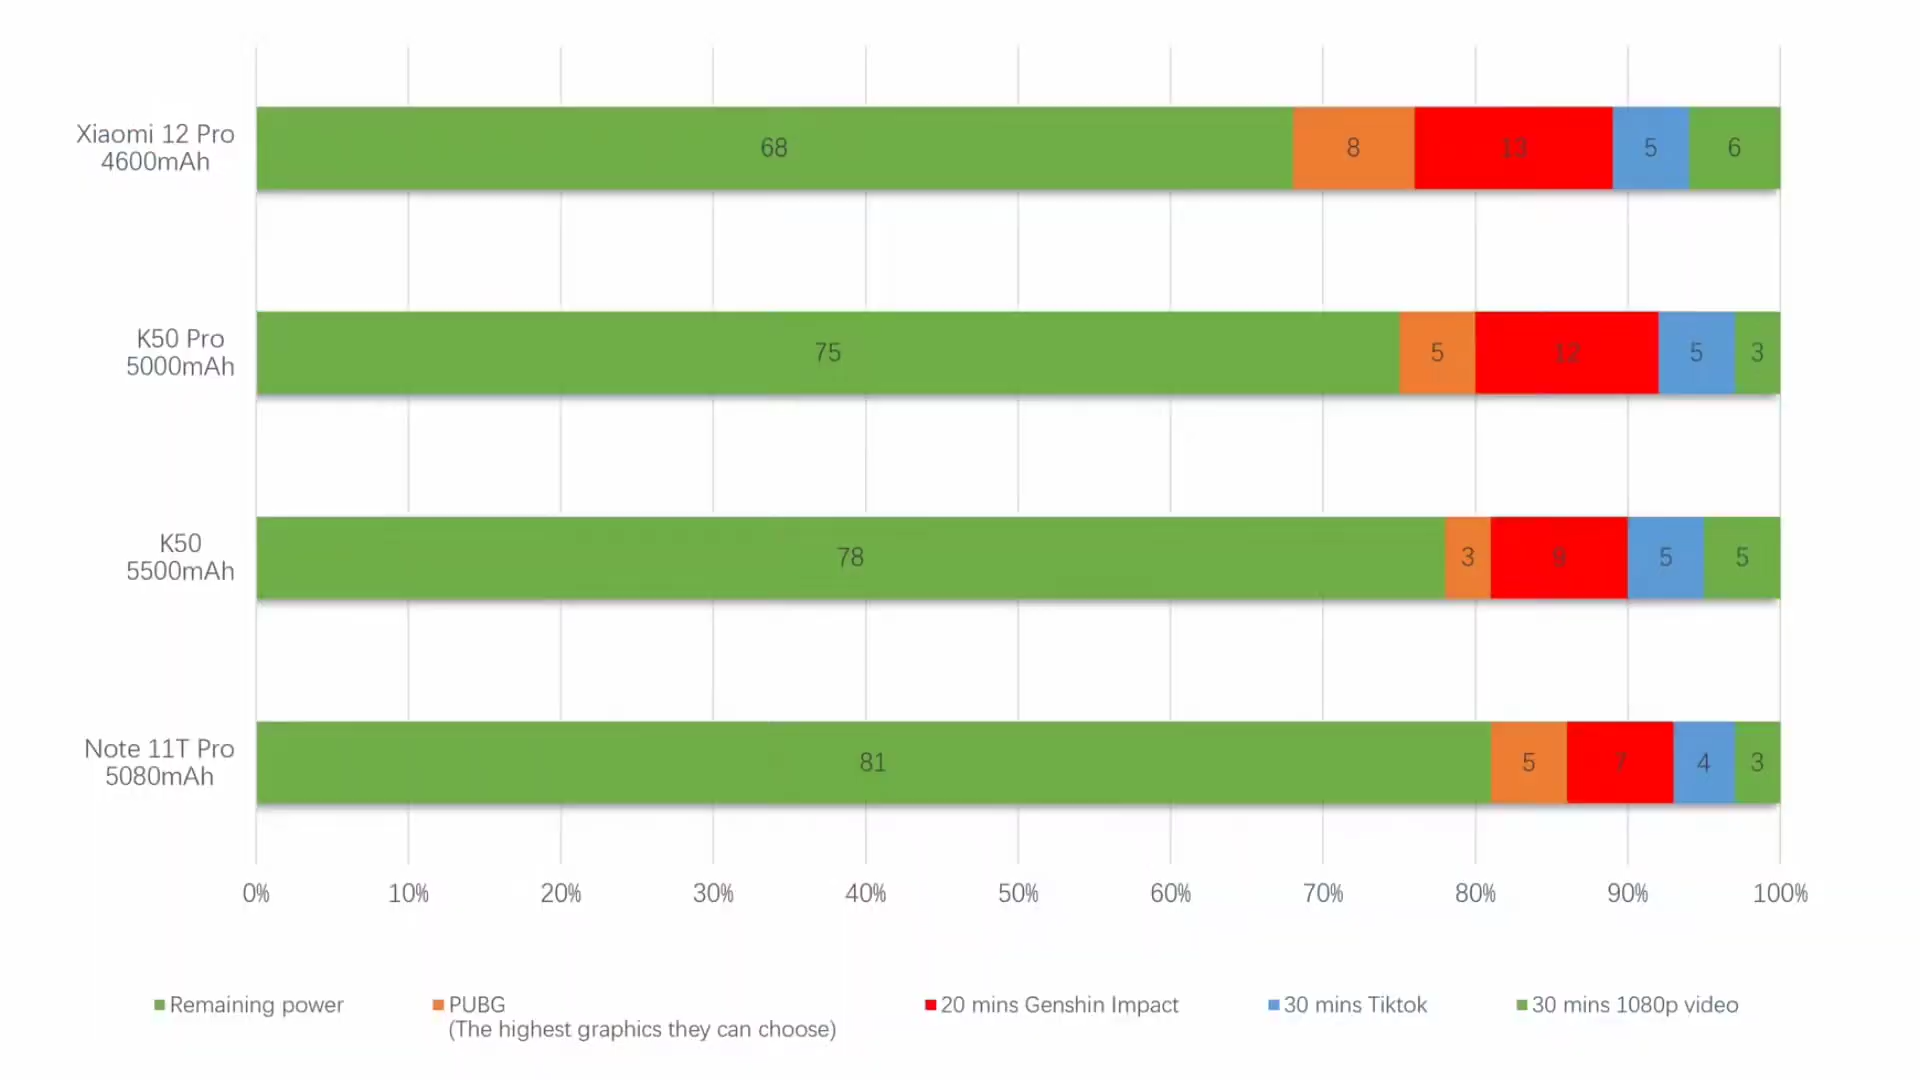 Xiaomi 12 Pro
4600mAh
68
8
13
5
6
K50 Pro
5000mAh
75
5
12
5
3
K50
5500mAh
78
3
9
5
5
Note 11T Pro
5080mAh
81
5
7
4
3
0%
10%
20%
30%
40%
50%
60%
70%
80%
90%
100%
Remaining power
PUBG
(The highest graphics they can choose)
20 mins Genshin Impact
30 mins Tiktok
30 mins 1080p video